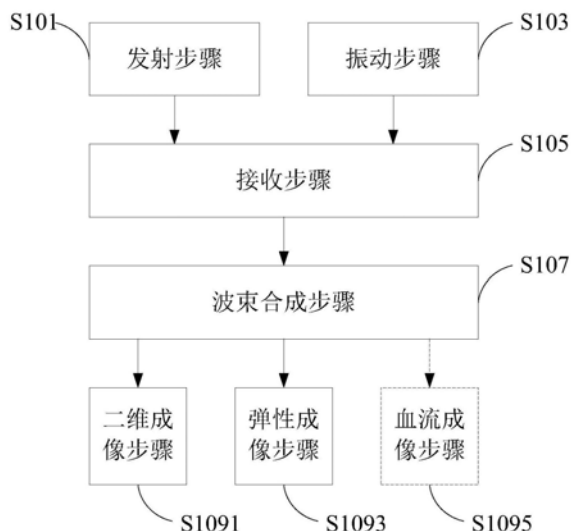 S101
S103
发射步骤
振动步骤
S105
接收步骤
S107
波束合成步骤
二维成
像步骤
弹性成
像步骤
血流成
像步骤
S1091
S1093
S1095